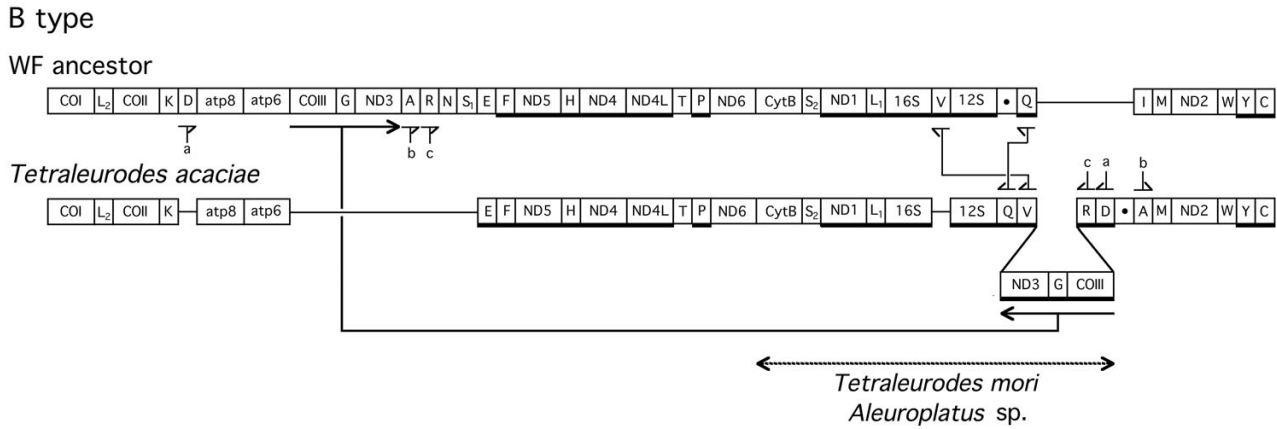 B type
WF ancestor
COI L2 COII K D atp8 atp6 COIII G ND3 A R N S1 E F ND5 H ND4 ND4L T P ND6 CytB S2 ND1 L1 16S V 12S • Q I M ND2 W Y C
a b c
c a b
Tetraleurodes acaciae
COI L2 COII K atp8 atp6 E F ND5 H ND4 ND4L T P ND6 CytB S2 ND1 L1 16S 12S Q V R D • A M ND2 W Y C
ND3 G COIII
Tetraleurodes mori
Aleuroplatus sp.